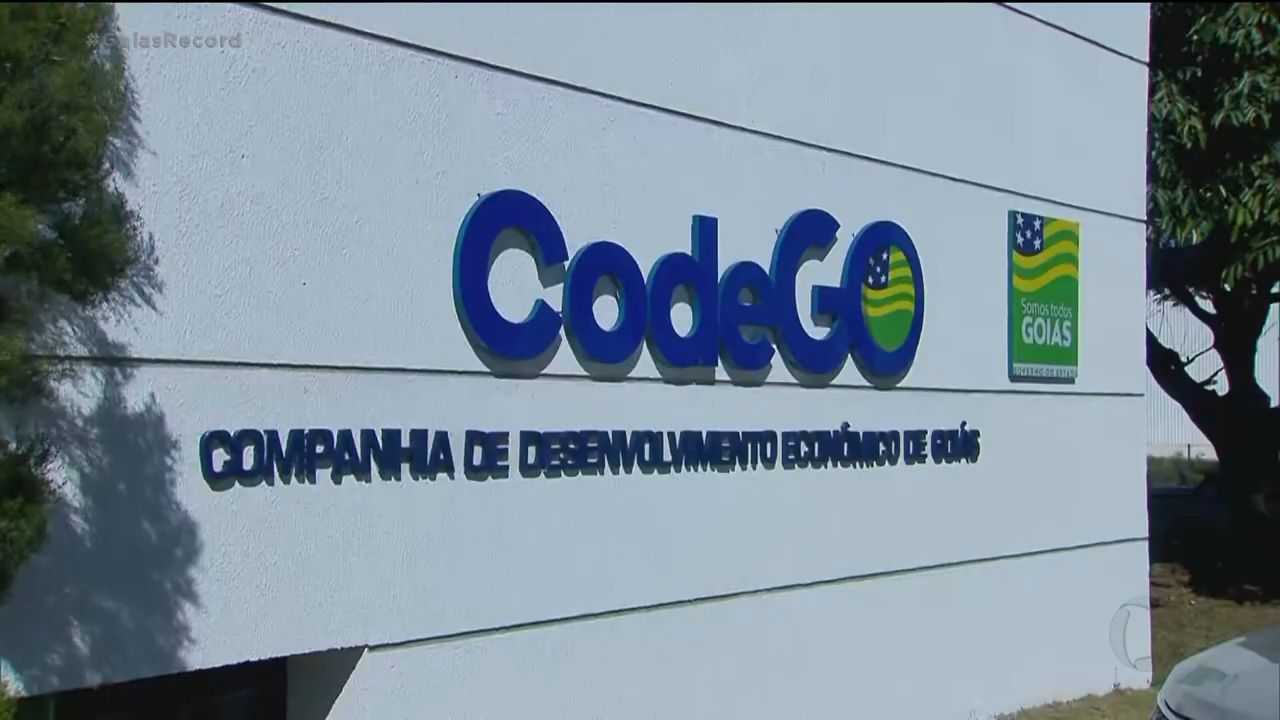 #GoiasRecord
CodeGO
Somos todos
GOIÁS
GOVERNO DO ESTADO
COMPANHIA DE DESENVOLVIMENTO ECONÔMICO DE GOIÁS